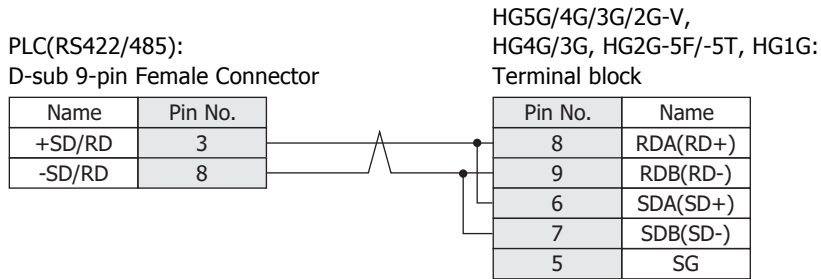 HG5G/4G/3G/2G-V,
PLC(RS422/485): HG4G/3G, HG2G-5F/-5T, HG1G:
D-sub 9-pin Female Connector Terminal block
Name Pin No. Pin No. Name
+SD/RD 3 8 RDA(RD+)
-SD/RD 8 9 RDB(RD-)
6 SDA(SD+)
7 SDB(SD-)
5 SG